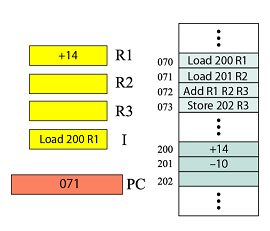 +14 R1
R2
R3
Load 200 R1 I
071 PC
070 Load 200 R1
071 Load 201 R2
072 Add R1 R2 R3
073 Store 202 R3
200 +14
201 –10
202